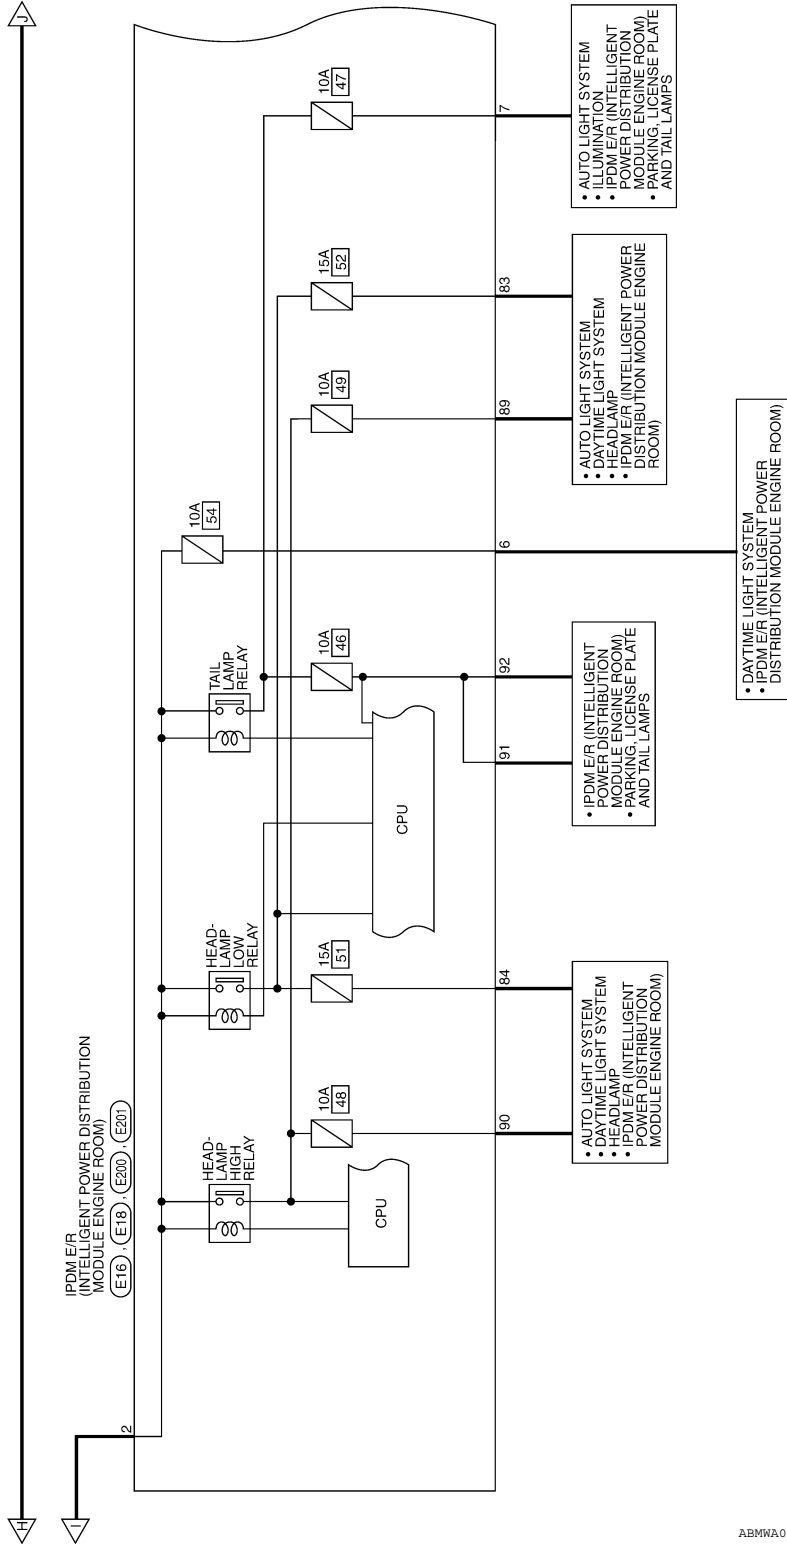 J
H
I
2
IPDM E/R
(INTELLIGENT POWER DISTRIBUTION
MODULE ENGINE ROOM)
E16 , E18 , E200 , E201
HEAD-
LAMP
HIGH
RELAY
HEAD-
LAMP
LOW
RELAY
TAIL
LAMP
RELAY
10A
54
10A
48
15A
51
10A
46
10A
49
15A
52
10A
47
CPU
CPU
90
84
91
92
6
89
83
7
• AUTO LIGHT SYSTEM
• DAYTIME LIGHT SYSTEM
• HEADLAMP
• IPDM E/R (INTELLIGENT
POWER DISTRIBUTION
MODULE ENGINE ROOM)
• IPDM E/R (INTELLIGENT
POWER DISTRIBUTION
MODULE ENGINE ROOM)
• PARKING, LICENSE PLATE
AND TAIL LAMPS
• DAYTIME LIGHT SYSTEM
• IPDM E/R (INTELLIGENT POWER
DISTRIBUTION MODULE ENGINE ROOM)
• AUTO LIGHT SYSTEM
• DAYTIME LIGHT SYSTEM
• HEADLAMP
• IPDM E/R (INTELLIGENT POWER
DISTRIBUTION MODULE ENGINE
ROOM)
• AUTO LIGHT SYSTEM
• ILLUMINATION
• IPDM E/R (INTELLIGENT
POWER DISTRIBUTION
MODULE ENGINE ROOM)
• PARKING, LICENSE PLATE
AND TAIL LAMPS
ABMWA0